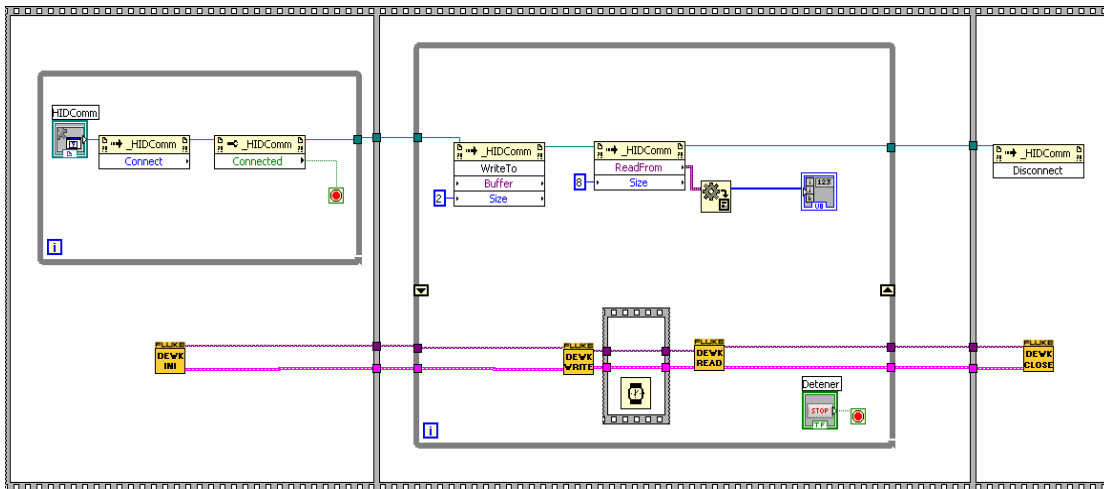 HIDComm
_HIDComm
Connect
_HIDComm
Connected
i
_HIDComm
WriteTo
Buffer
Size
2
_HIDComm
ReadFrom
Size
8
123
U8
_HIDComm
Disconnect
FLUKE
DEWK
INI
FLUKE
DEWK
WRITE
FLUKE
DEWK
READ
Detener
STOP
TF
i
FLUKE
DEWK
CLOSE